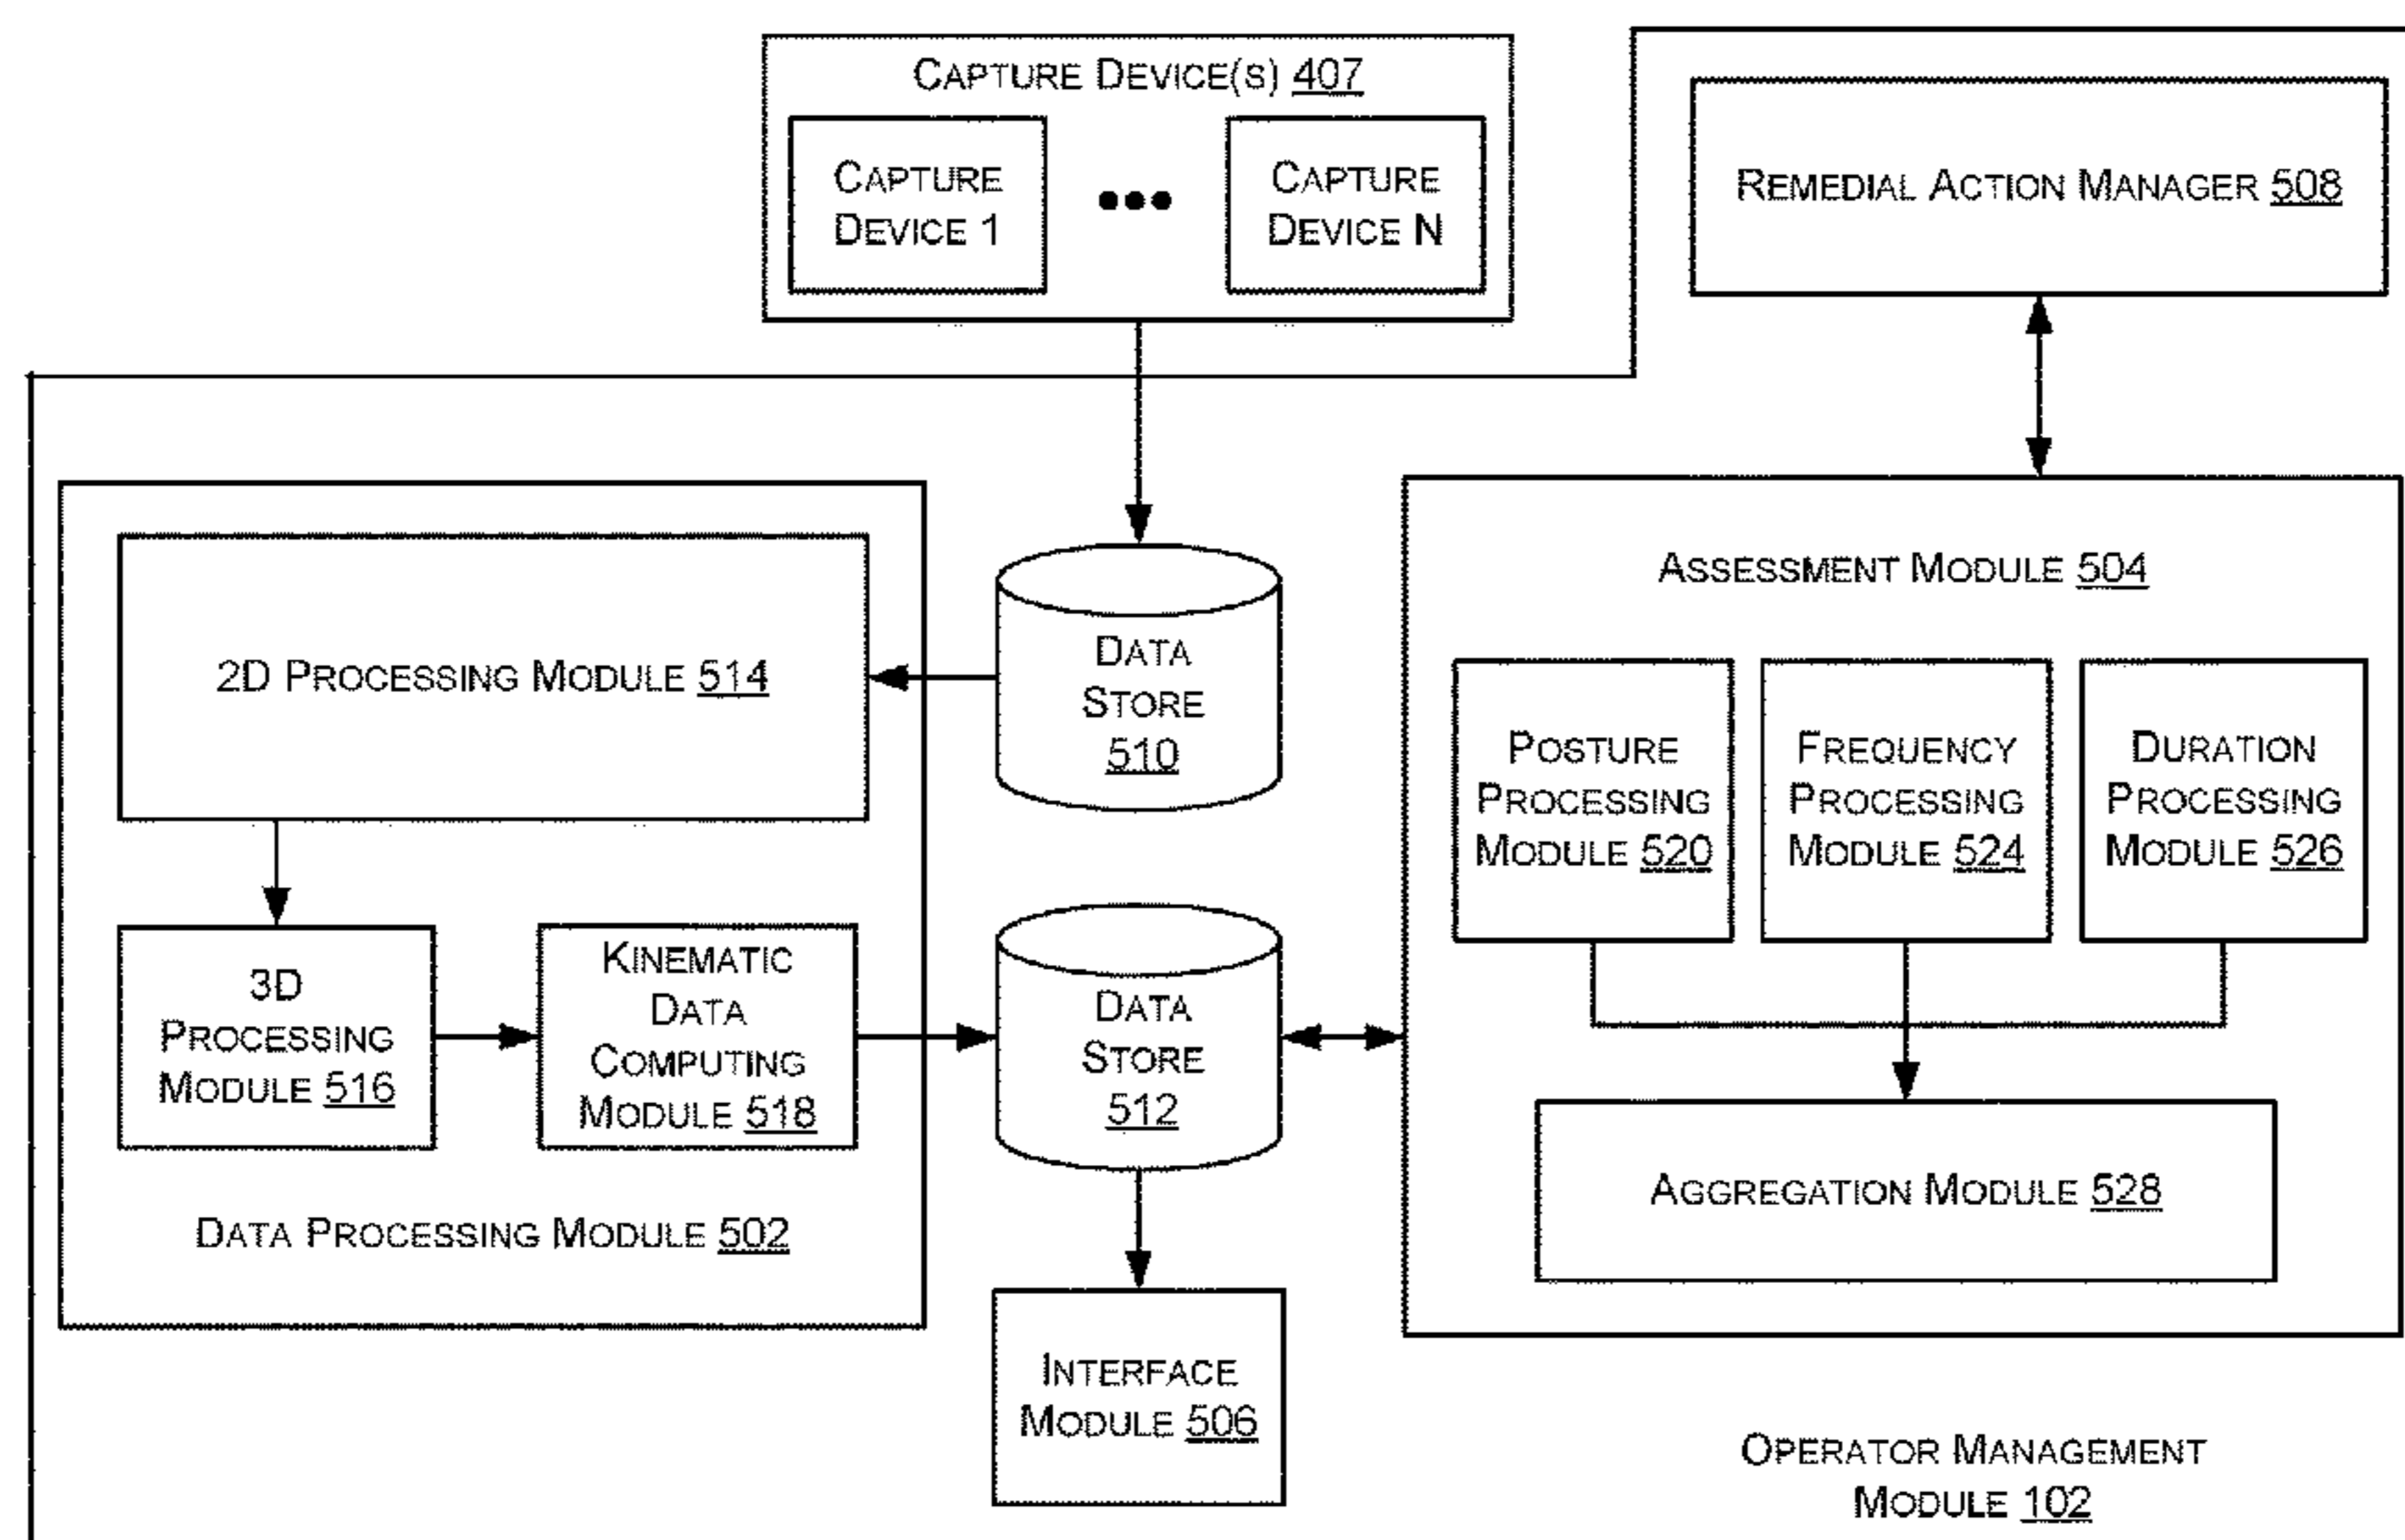 CAPTURE DEVICE(S) 407
CAPTURE
DEVICE 1
CAPTURE
DEVICE N
REMEDIAL ACTION MANAGER 508
2D PROCESSING MODULE 514
DATA
STORE
510
ASSESSMENT MODULE 504
POSTURE
PROCESSING
MODULE 520
FREQUENCY
PROCESSING
MODULE 524
DURATION
PROCESSING
MODULE 526
3D
PROCESSING
MODULE 516
KINEMATIC
DATA
COMPUTING
MODULE 518
DATA
STORE
512
AGGREGATION MODULE 528
DATA PROCESSING MODULE 502
INTERFACE
MODULE 506
OPERATOR MANAGEMENT
MODULE 102